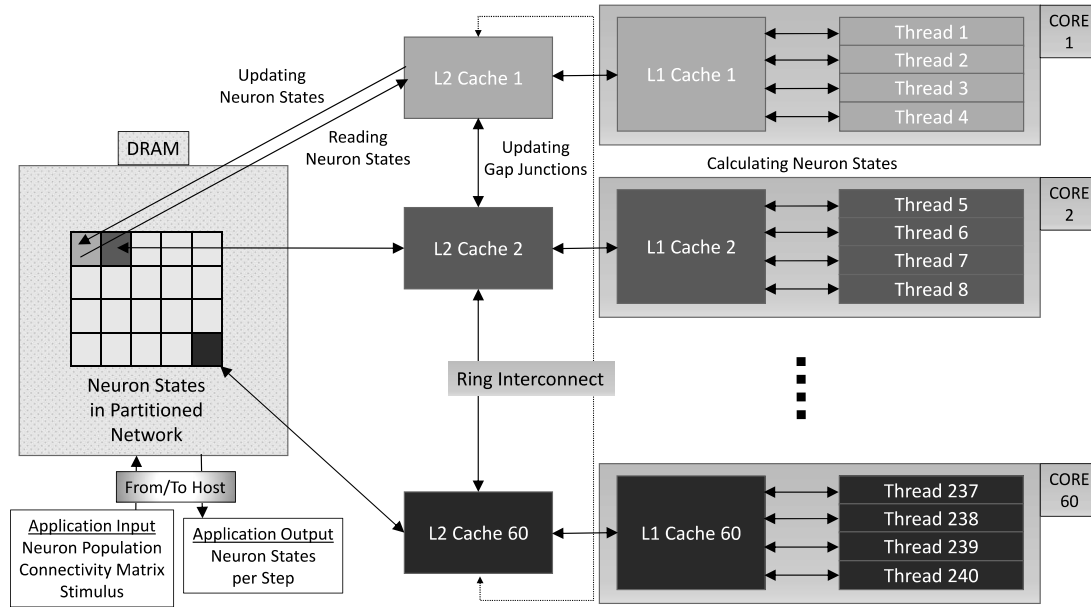 Updating
Neuron States
Reading
Neuron States
DRAM
Neuron States
in Partitioned
Network
From/To Host
Application Input
Neuron Population
Connectivity Matrix
Stimulus
Application Output
Neuron States
per Step
L2 Cache 1
Updating
Gap Junctions
L2 Cache 2
Ring Interconnect
L2 Cache 60
L1 Cache 1
Thread 1
Thread 2
Thread 3
Thread 4
CORE
1
Calculating Neuron States
L1 Cache 2
Thread 5
Thread 6
Thread 7
Thread 8
CORE
2
L1 Cache 60
Thread 237
Thread 238
Thread 239
Thread 240
CORE
60